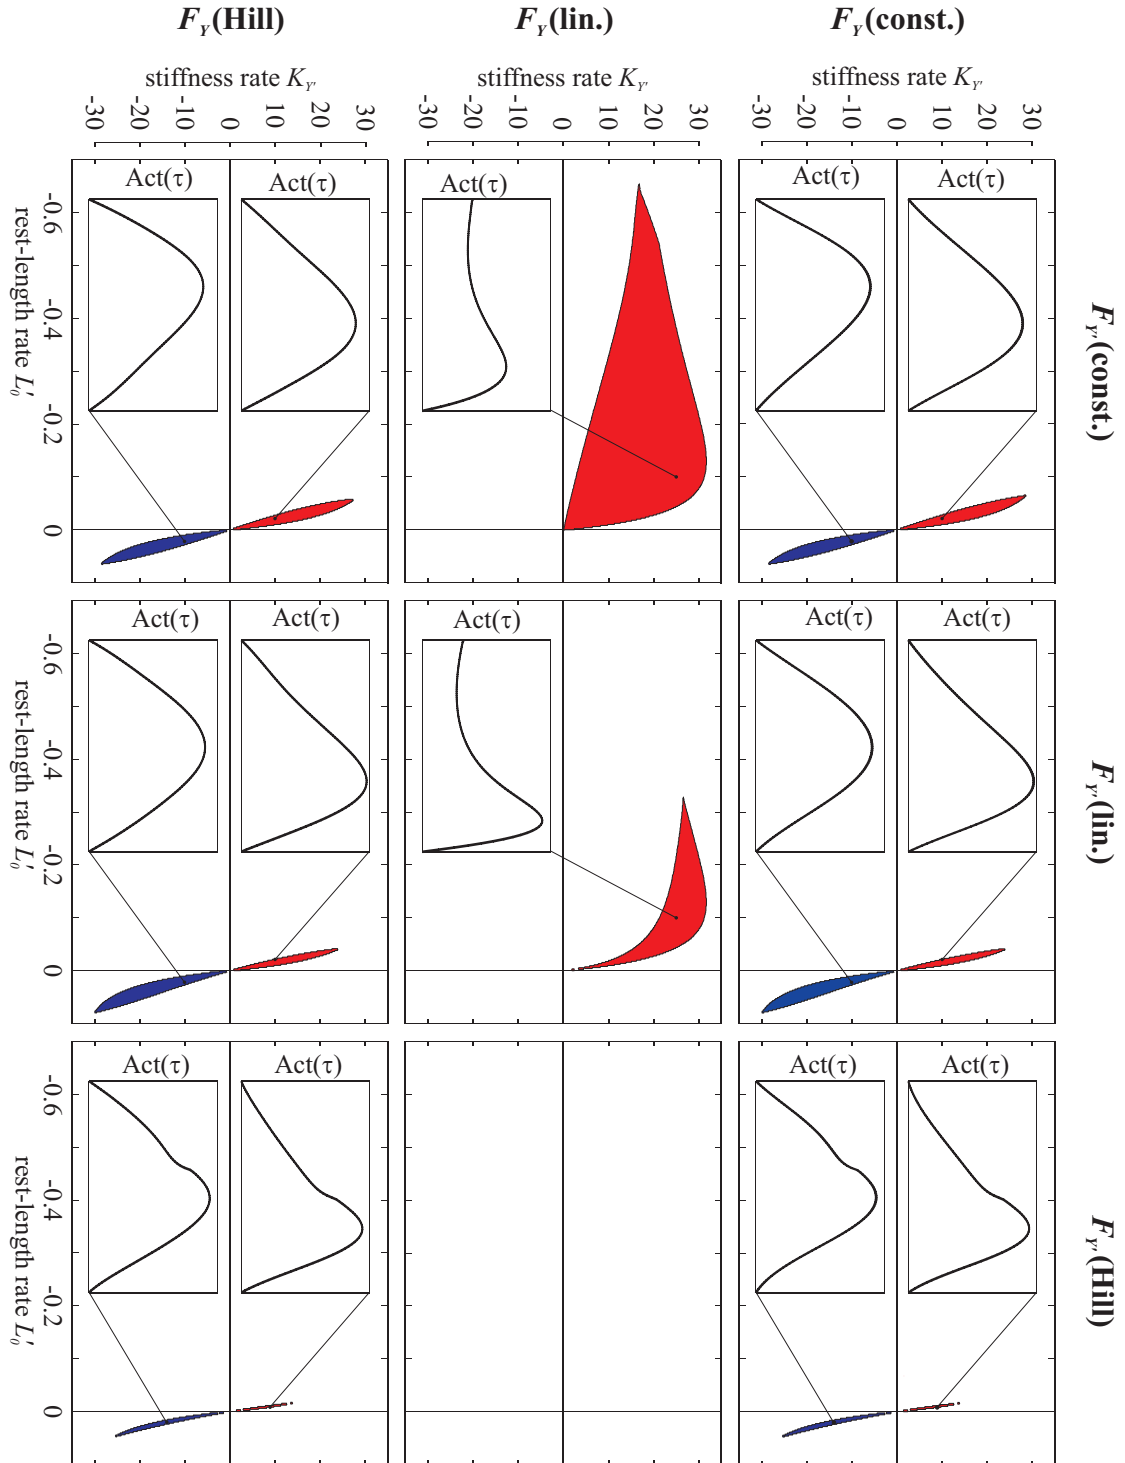 F_Y(Hill) F_Y(lin.) F_Y(const.)
stiffness rate K_Y' stiffness rate K_Y' stiffness rate K_Y'
-30 -20 -10 0 10 20 30 -30 -20 -10 0 10 20 30 -30 -20 -10 0 10 20 30
Act(τ) Act(τ) Act(τ) Act(τ) Act(τ)
-0.6 -0.4 -0.2 0
rest-length rate L_0'
F_Y'(const.)
Act(τ) Act(τ) Act(τ) Act(τ) Act(τ)
-0.6 -0.4 -0.2 0
rest-length rate L_0'
F_Y'(lin.)
Act(τ) Act(τ) Act(τ) Act(τ)
-0.6 -0.4 -0.2 0
rest-length rate L_0'
F_Y'(Hill)